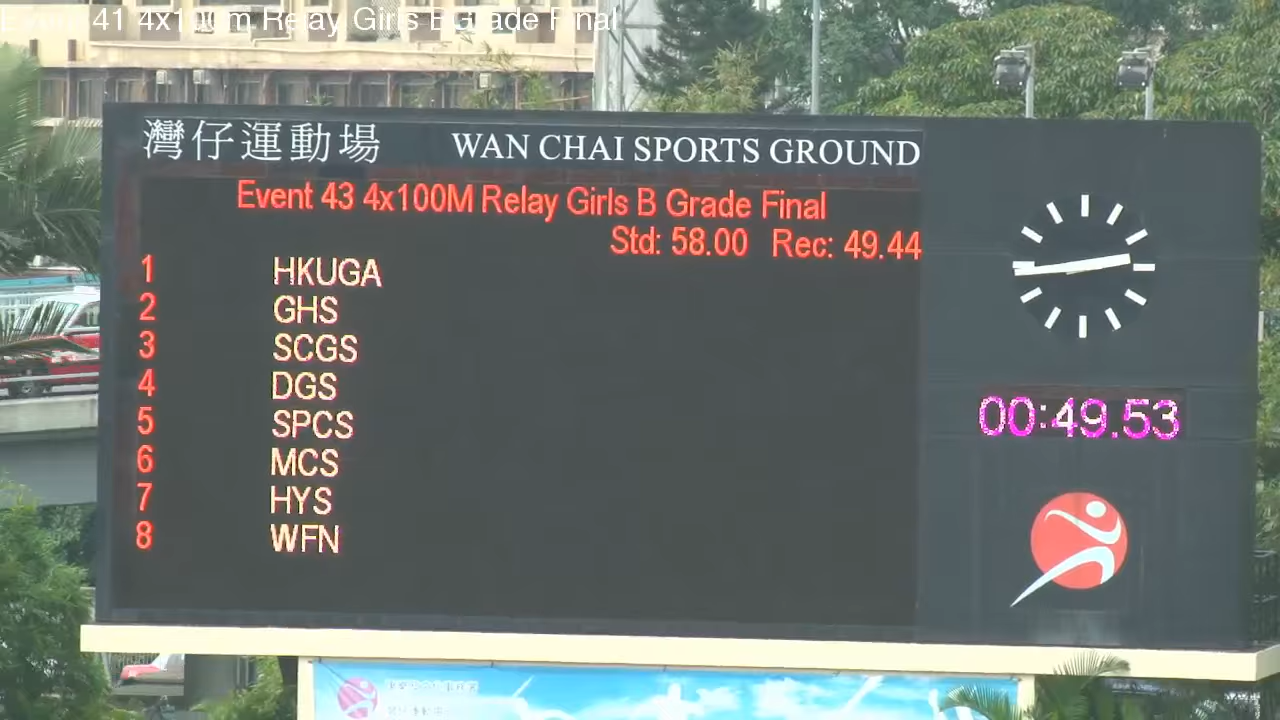 Event 41 4x100m Relay Girls B Grade Final
灣仔運動場 WAN CHAI SPORTS GROUND
Event 43 4x100M Relay Girls B Grade Final
Std: 58.00 Rec: 49.44
1 HKUGA
2 GHS
3 SCGS
4 DGS
5 SPCS
6 MCS
7 HYS
8 WFN
00:49.53